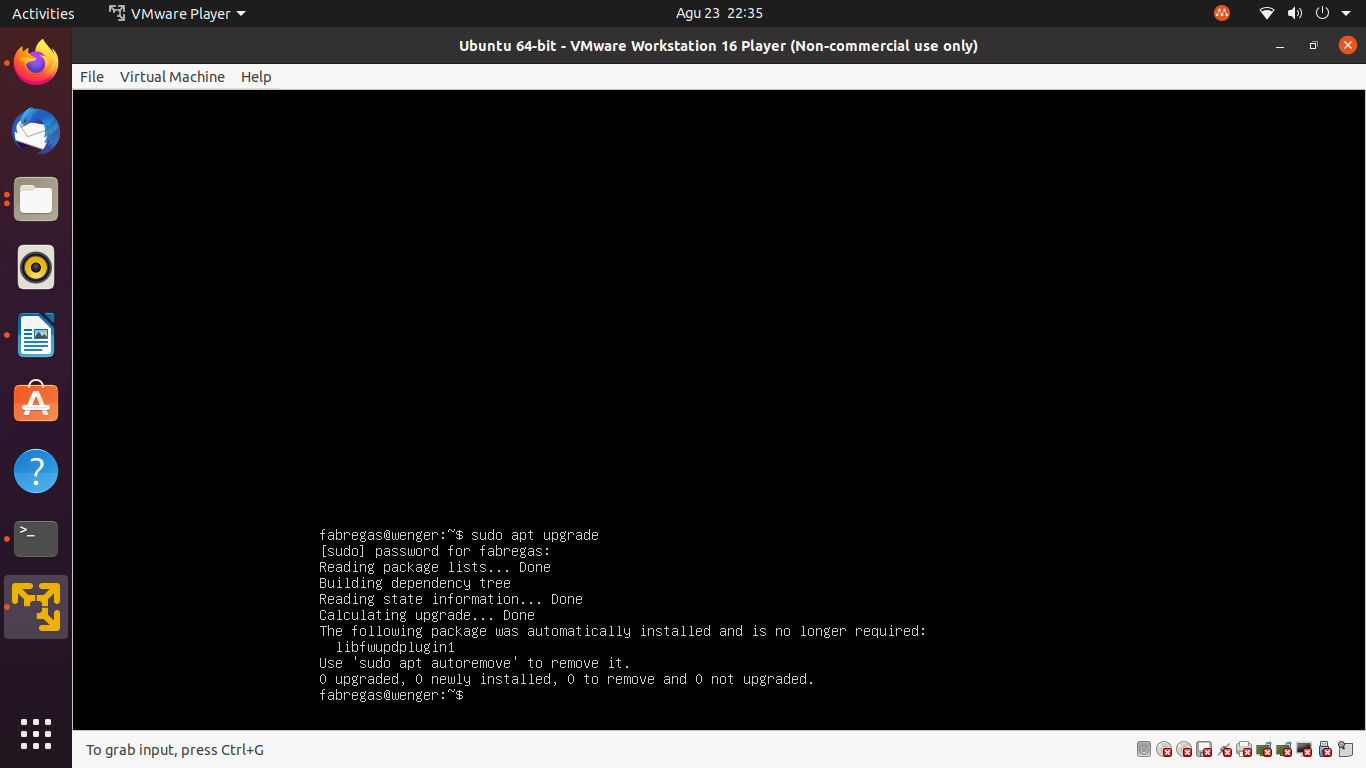 Activities
VMware Player
Agu 23 22:35
Ubuntu 64-bit - VMware Workstation 16 Player (Non-commercial use only)
File Virtual Machine Help
fabregas@wenger:~$ sudo apt upgrade
[sudo] password for fabregas:
Reading package lists... Done
Building dependency tree
Reading state information... Done
Calculating upgrade... Done
The following package was automatically installed and is no longer required:
  libfwupdplugin1
Use 'sudo apt autoremove' to remove it.
0 upgraded, 0 newly installed, 0 to remove and 0 not upgraded.
fabregas@wenger:~$
To grab input, press Ctrl+G